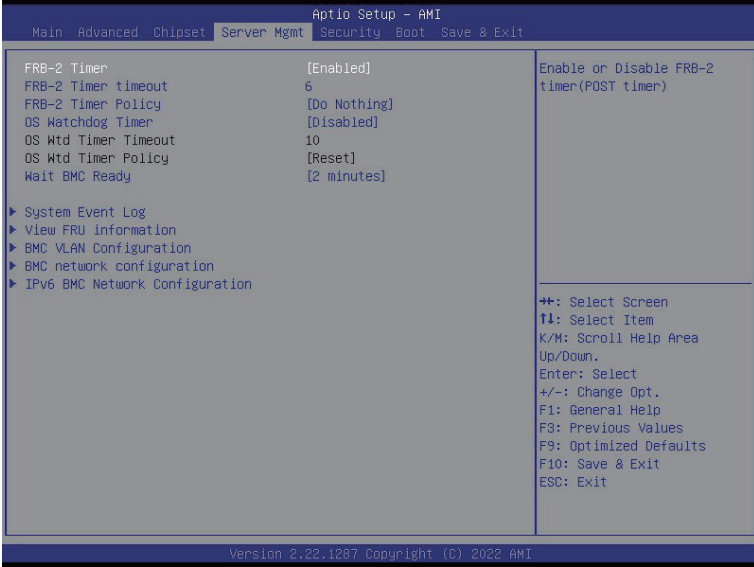 Aptio Setup – AMI
Main Advanced Chipset Server Mgmt Security Boot Save & Exit
FRB-2 Timer [Enabled]
FRB-2 Timer timeout 6
FRB-2 Timer Policy [Do Nothing]
OS Watchdog Timer [Disabled]
OS Wtd Timer Timeout 10
OS Wtd Timer Policy [Reset]
Wait BMC Ready [2 minutes]
▶ System Event Log
▶ View FRU information
▶ BMC VLAN Configuration
▶ BMC network configuration
▶ IPv6 BMC Network Configuration
Enable or Disable FRB-2
timer(POST timer)
→←: Select Screen
↑↓: Select Item
K/M: Scroll Help Area
Up/Down.
Enter: Select
+/-: Change Opt.
F1: General Help
F3: Previous Values
F9: Optimized Defaults
F10: Save & Exit
ESC: Exit
Version 2.22.1287 Copyright (C) 2022 AMI